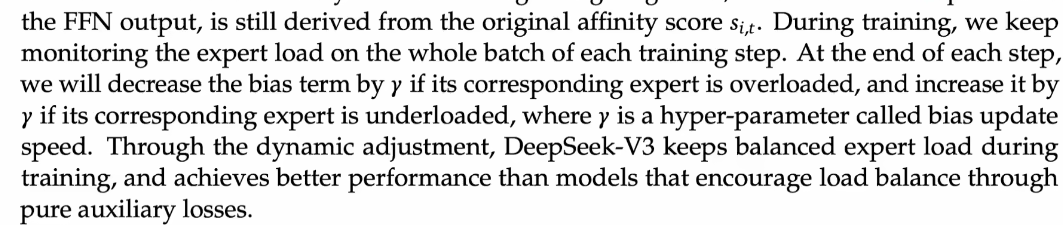 the FFN output, is still derived from the original affinity score s_{i,t}. During training, we keep
monitoring the expert load on the whole batch of each training step. At the end of each step,
we will decrease the bias term by γ if its corresponding expert is overloaded, and increase it by
γ if its corresponding expert is underloaded, where γ is a hyper-parameter called bias update
speed. Through the dynamic adjustment, DeepSeek-V3 keeps balanced expert load during
training, and achieves better performance than models that encourage load balance through
pure auxiliary losses.